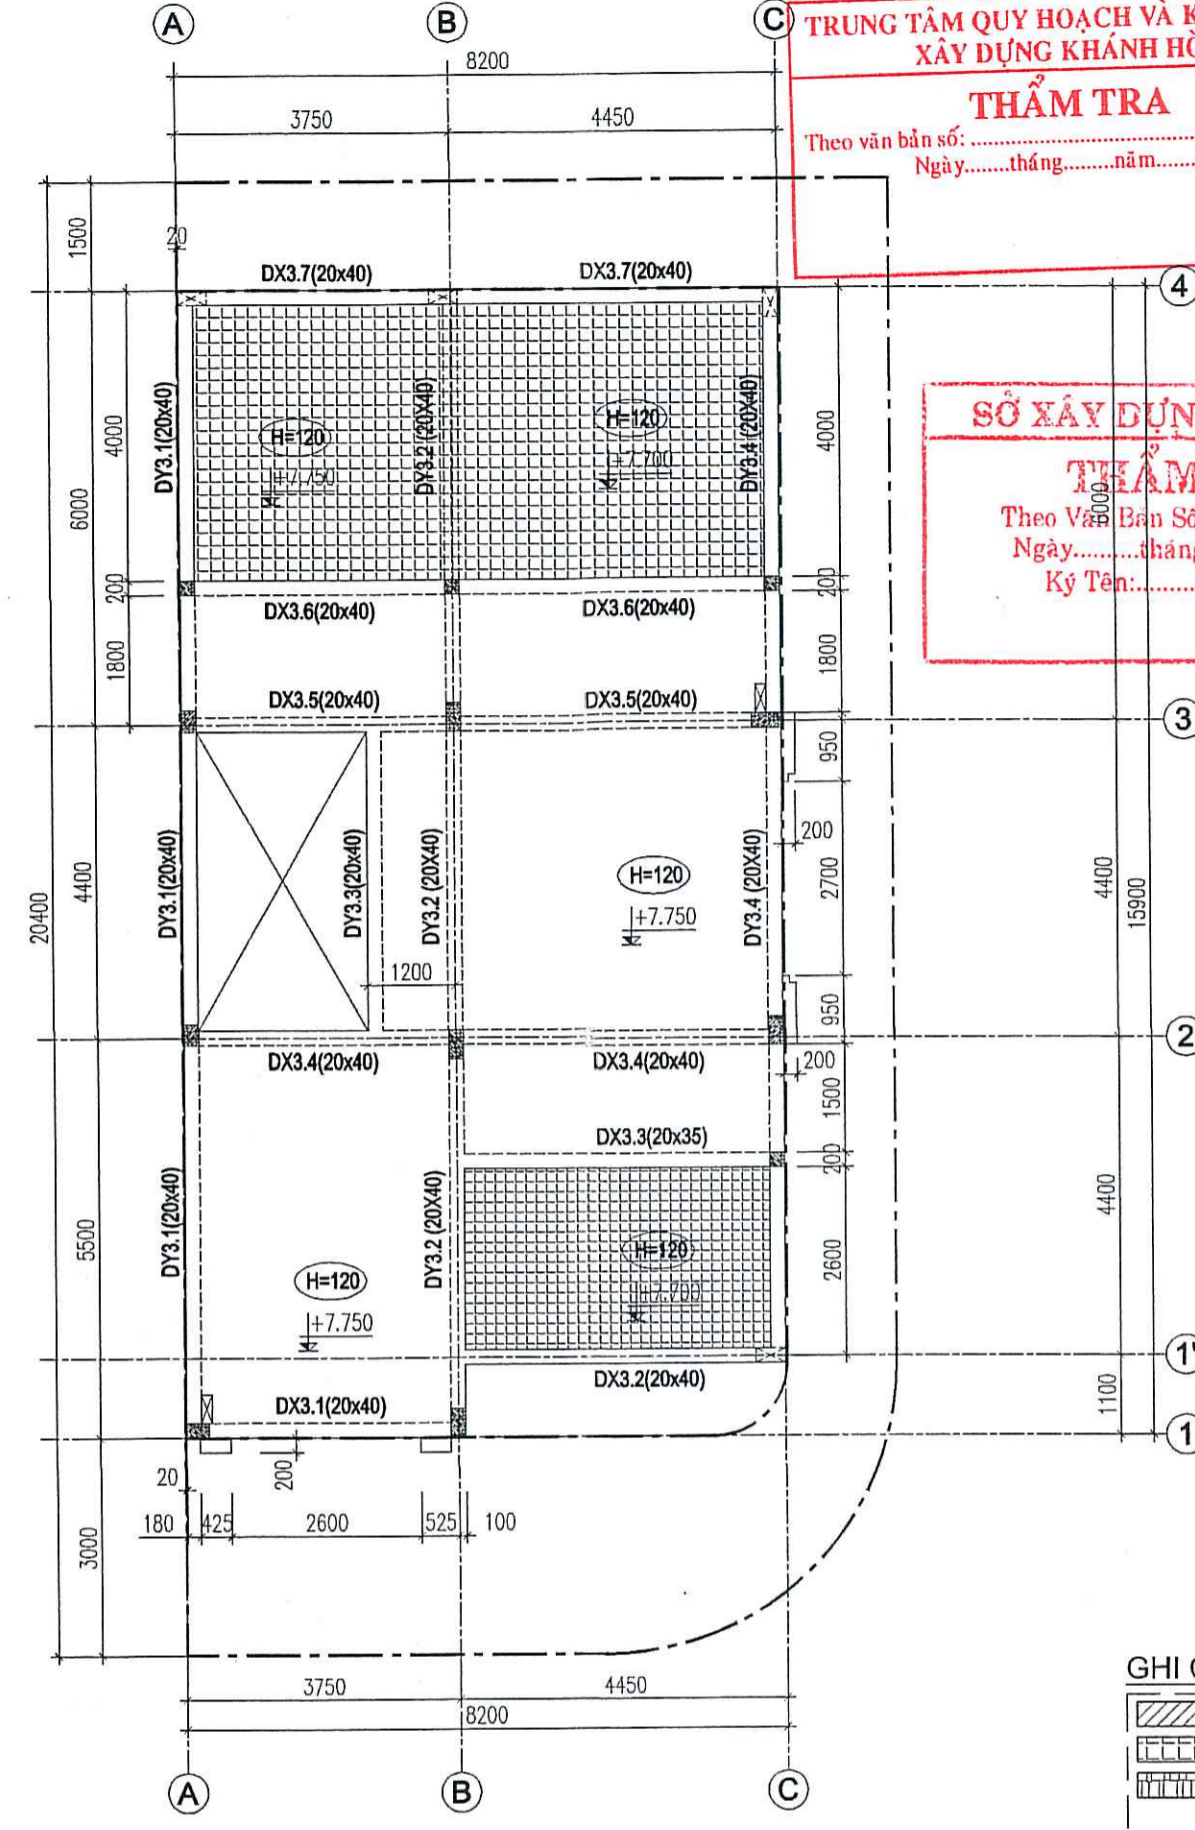 A
B
C
TRUNG TÂM QUY HOẠCH VÀ K
XÂY DỰNG KHÁNH HÒ
THẨM TRA
Theo văn bản số:
Ngày........tháng........năm
8200
3750
4450
1500
20
DX3.7(20x40)
DX3.7(20x40)
4
DY3.1(20x40)
DY3.2 (20X40)
DY3.4 (20X40)
H=120
+7.750
H=120
+7.700
4000
6000
4000
6000
SỞ XÂY DỰN
THẨM
Theo Văn Bản Số
Ngày..........tháng
Ký Tên:
200
200
DX3.6(20x40)
DX3.6(20x40)
1800
1800
DX3.5(20x40)
DX3.5(20x40)
3
950
200
2700
DY3.1(20x40)
DY3.3(20x40)
DY3.2 (20X40)
DY3.4 (20X40)
H=120
+7.750
20400
4400
4400
15900
1200
950
2
DX3.4(20x40)
DX3.4(20x40)
200
1500
DX3.3(20x35)
200
DY3.1(20x40)
DY3.2 (20X40)
5500
4400
2600
H=120
+7.700
H=120
+7.750
1'
DX3.2(20x40)
DX3.1(20x40)
1100
1
20
200
180
425
2600
525
100
3000
3750
4450
8200
GHI
A
B
C